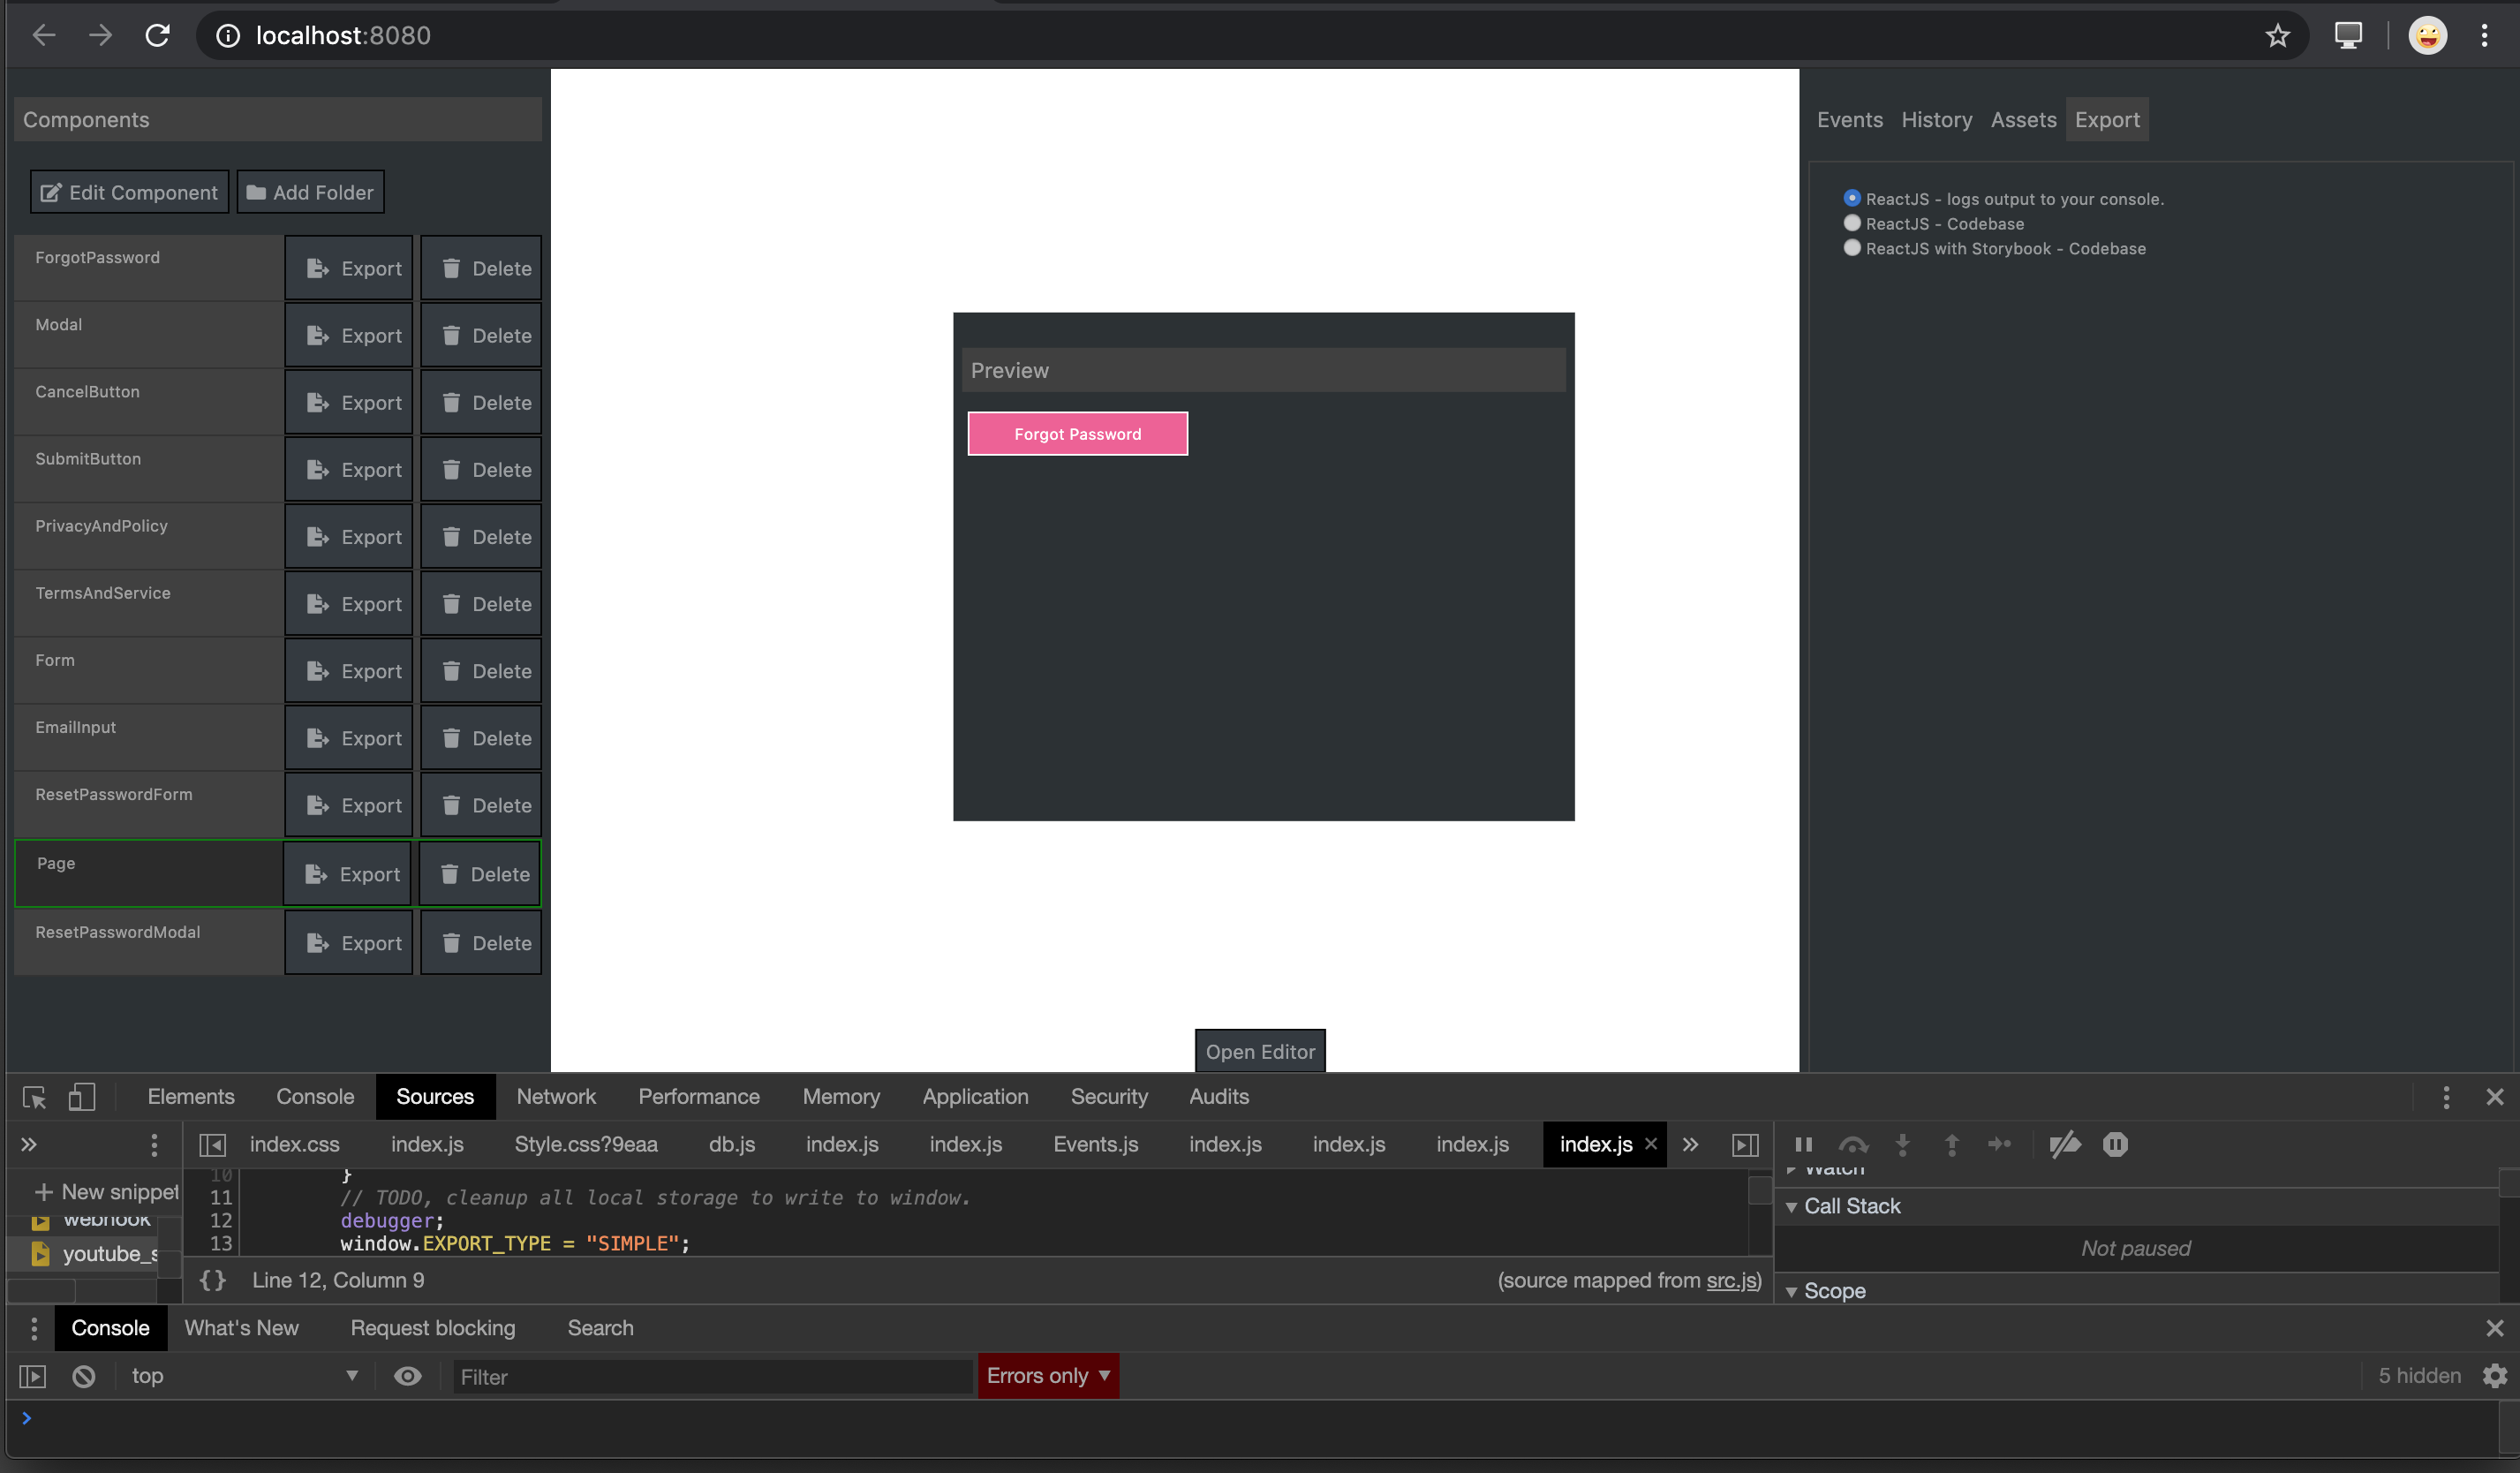 localhost:8080
Components
Edit Component Add Folder
ForgotPassword Export Delete
Modal Export Delete
CancelButton Export Delete
SubmitButton Export Delete
PrivacyAndPolicy Export Delete
TermsAndService Export Delete
Form Export Delete
EmailInput Export Delete
ResetPasswordForm Export Delete
Page Export Delete
ResetPasswordModal Export Delete
Preview
Forgot Password
Open Editor
Events History Assets Export
ReactJS - logs output to your console.
ReactJS - Codebase
ReactJS with Storybook - Codebase
Elements Console Sources Network Performance Memory Application Security Audits
index.css index.js Style.css?9eaa db.js index.js index.js Events.js index.js index.js index.js index.js
New snippet
webhook
youtube_s
10 }
11 // TODO, cleanup all local storage to write to window.
12 debugger;
13 window.EXPORT_TYPE = "SIMPLE";
{} Line 12, Column 9 (source mapped from src.js)
Watch
Call Stack
Not paused
Scope
Console What's New Request blocking Search
top Filter Errors only 5 hidden